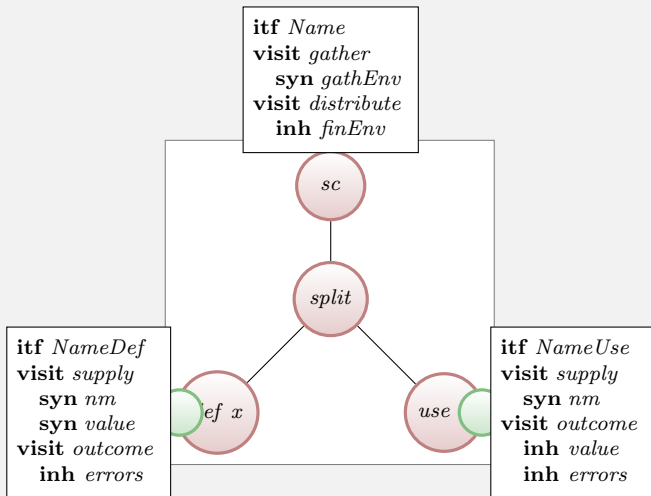 itf Name
visit gather
syn gathEnv
visit distribute
inh finEnv
sc
split
itf NameDef
visit supply
syn nm
syn value
visit outcome
inh errors
x
use
itf NameUse
visit supply
syn nm
visit outcome
inh value
inh errors